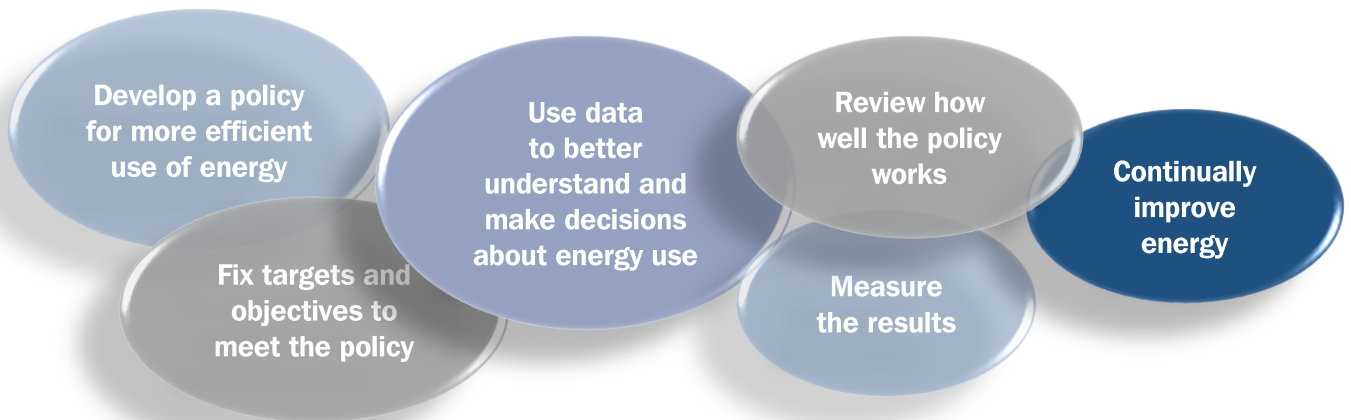 Develop a policy
for more efficient
use of energy
Fix targets and
objectives to
meet the policy
Use data
to better
understand and
make decisions
about energy use
Review how
well the policy
works
Measure
the results
Continually
improve
energy